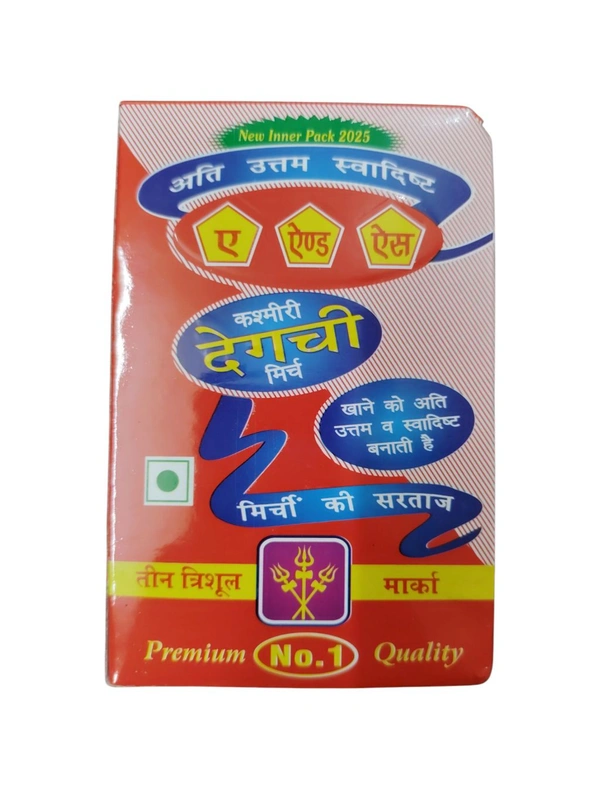 New Inner Pack 2025
अति उत्तम स्वादिष्ट
ए ऐण्ड ऐस
कश्मीरी
देगची
मिर्च
खाने को अति
उत्तम व स्वादिष्ट
बनाती है
मिर्चीं की सरताज
तीन त्रिशूल मार्का
Premium No.1 Quality